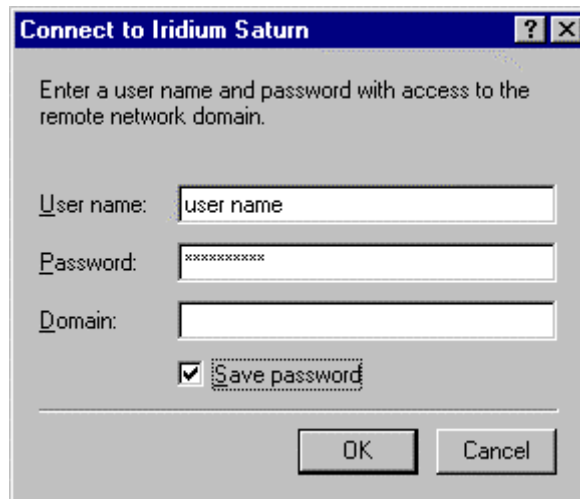 Connect to Iridium Saturn
Enter a user name and password with access to the
remote network domain.
User name: user name
Password: **********
Domain:
Save password
OK Cancel